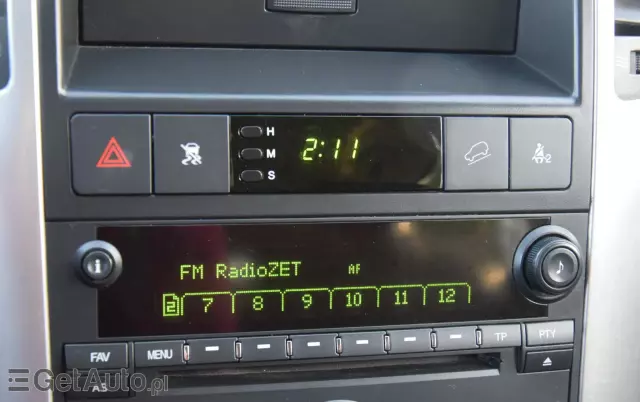 H
M
S
2:11
2
FM RadioZET AF
2 7 8 9 10 11 12
FAV MENU TP PTY
AS
GetAuto.pl